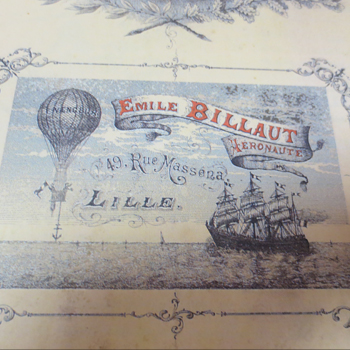 EMILE BILLAUT
AÉRONAUTE
49, Rue Masséna,
LILLE.